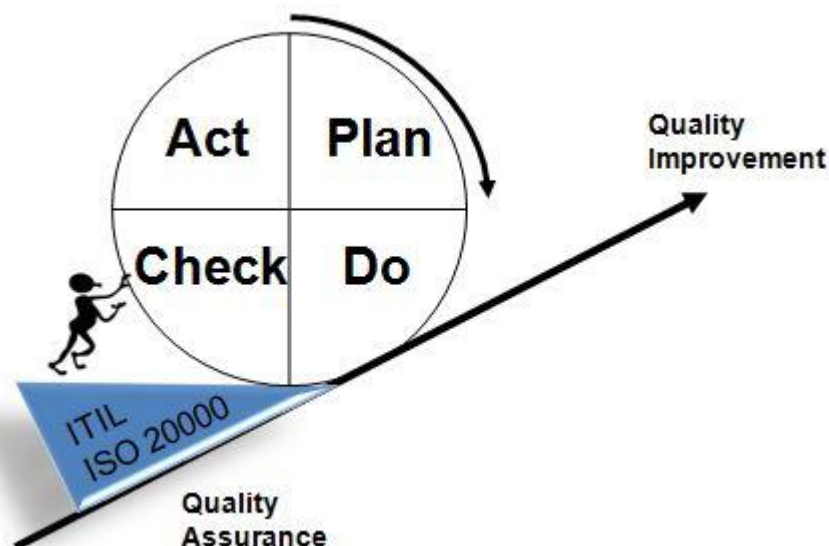 Act
Plan
Check
Do
Quality
Improvement
ITIL
ISO 20000
Quality
Assurance